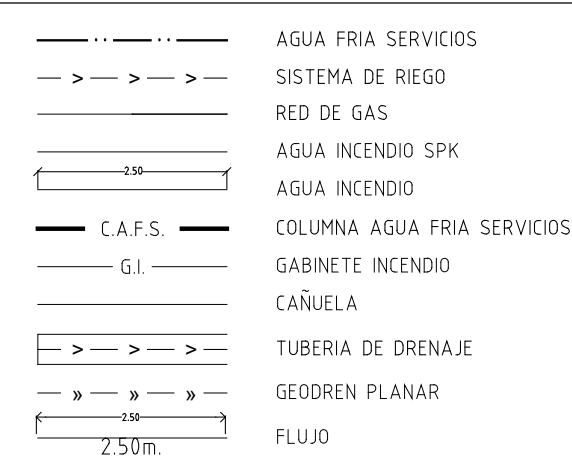 AGUA FRIA SERVICIOS
> > > SISTEMA DE RIEGO
RED DE GAS
AGUA INCENDIO SPK
2.50
AGUA INCENDIO
C.A.F.S. COLUMNA AGUA FRIA SERVICIOS
G.I. GABINETE INCENDIO
CAÑUELA
> > > TUBERIA DE DRENAJE
» » » GEODREN PLANAR
2.50
FLUJO
2.50m.